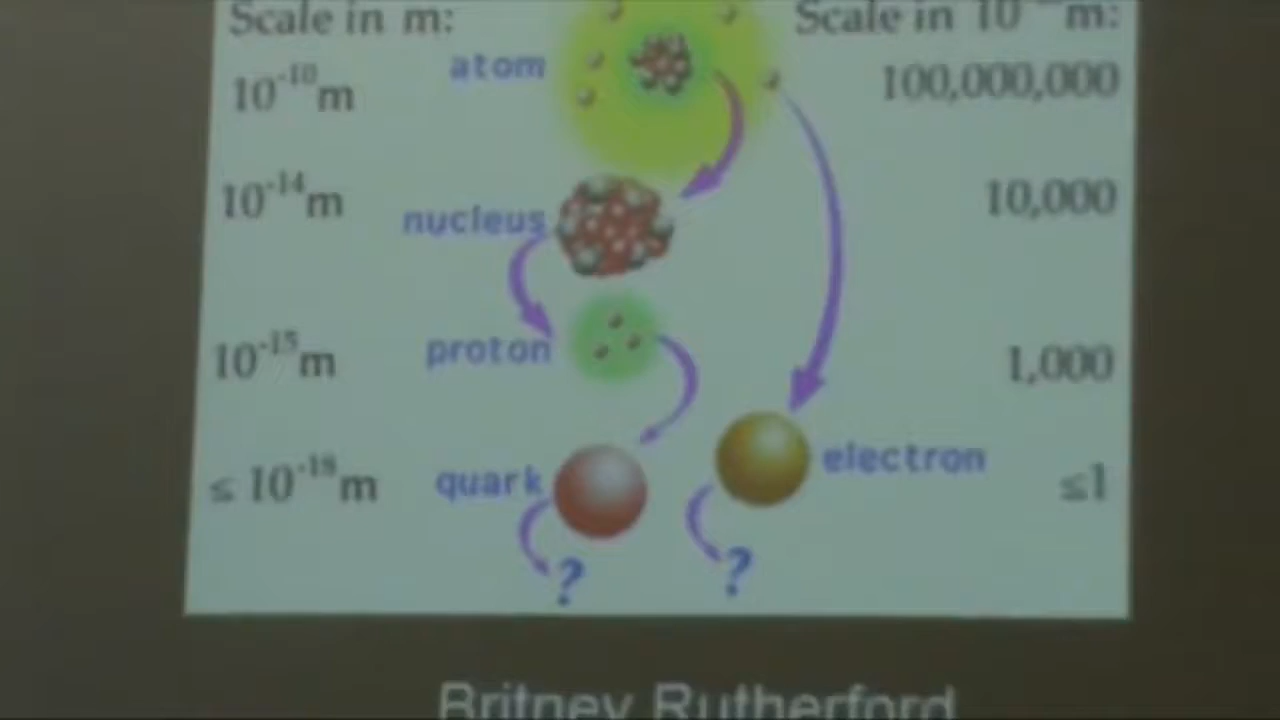 Scale in m: Scale in 10 m:
atom
10⁻¹⁰m 100,000,000
10⁻¹⁴m nucleus 10,000
10⁻¹⁵m proton 1,000
≤ 10⁻¹⁸m quark electron ≤1
? ?
Britney Rutherford